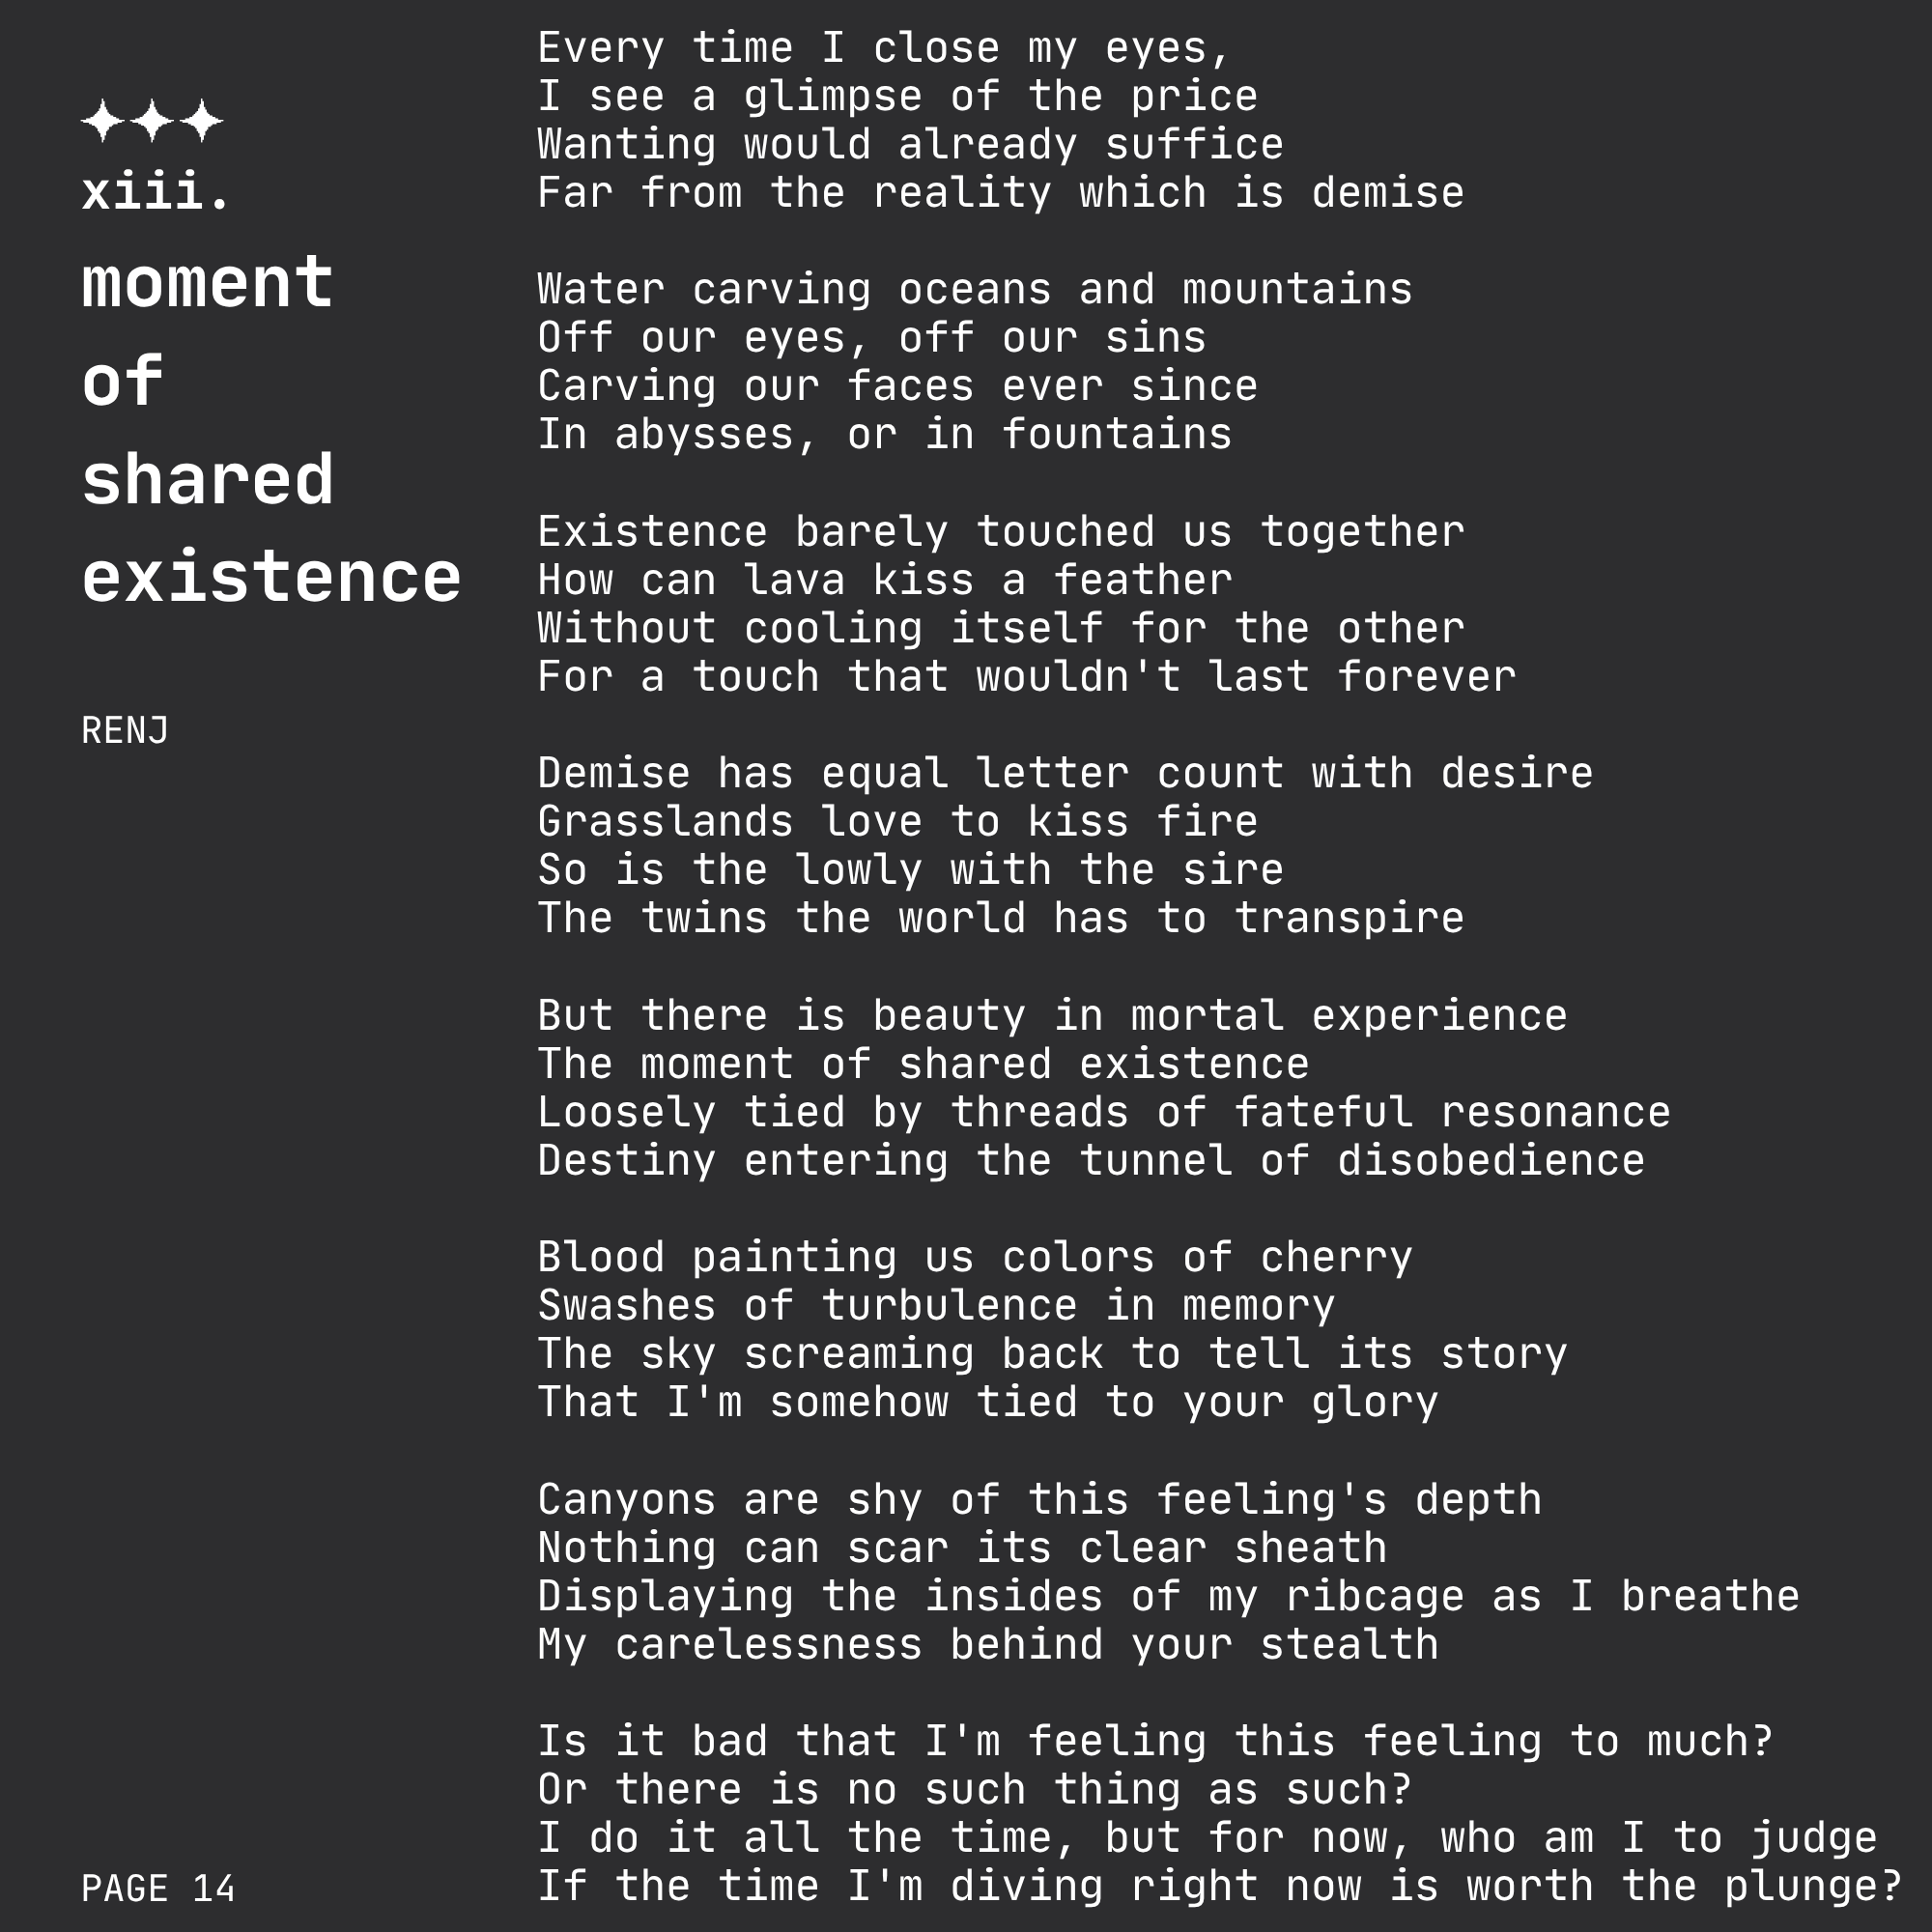 ✦✦✦
xiii.
moment
of
shared
existence
RENJ
Every time I close my eyes,
I see a glimpse of the price
Wanting would already suffice
Far from the reality which is demise
Water carving oceans and mountains
Off our eyes, off our sins
Carving our faces ever since
In abysses, or in fountains
Existence barely touched us together
How can lava kiss a feather
Without cooling itself for the other
For a touch that wouldn't last forever
Demise has equal letter count with desire
Grasslands love to kiss fire
So is the lowly with the sire
The twins the world has to transpire
But there is beauty in mortal experience
The moment of shared existence
Loosely tied by threads of fateful resonance
Destiny entering the tunnel of disobedience
Blood painting us colors of cherry
Swashes of turbulence in memory
The sky screaming back to tell its story
That I'm somehow tied to your glory
Canyons are shy of this feeling's depth
Nothing can scar its clear sheath
Displaying the insides of my ribcage as I breathe
My carelessness behind your stealth
Is it bad that I'm feeling this feeling to much?
Or there is no such thing as such?
I do it all the time, but for now, who am I to judge
If the time I'm diving right now is worth the plunge?
PAGE 14